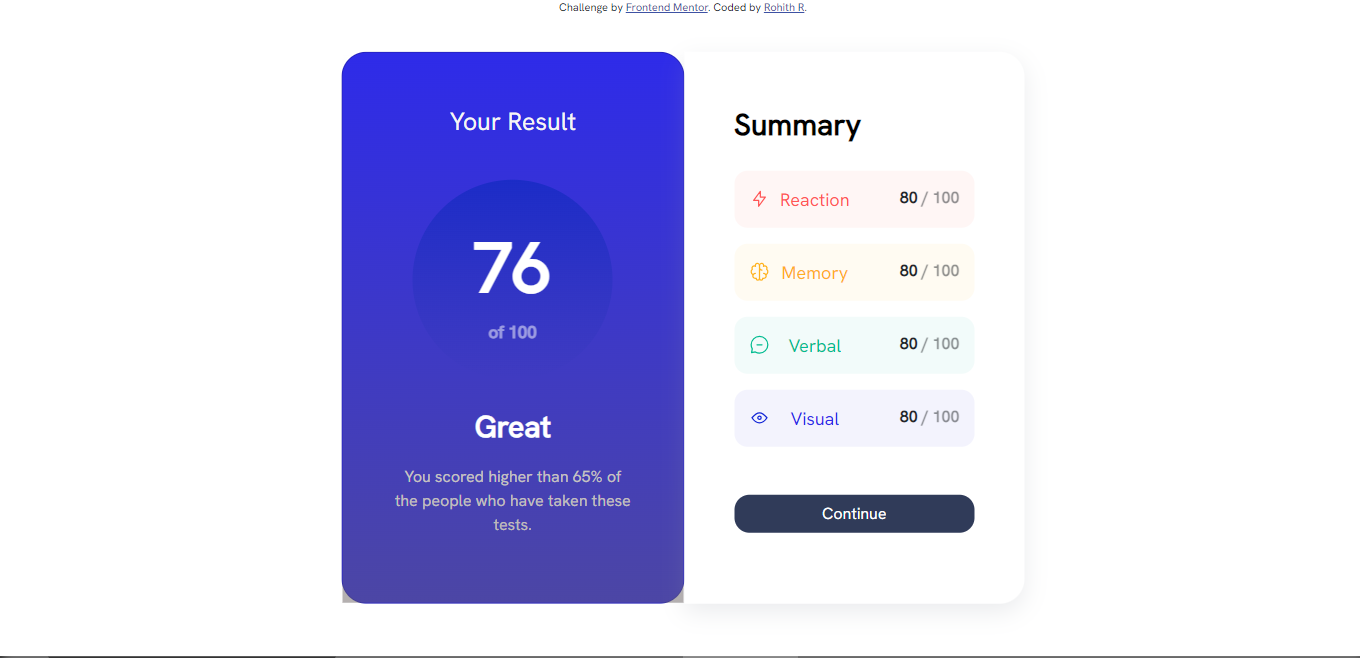 Challenge by Frontend Mentor. Coded by Rohith R.
Your Result
76
of 100
Great
You scored higher than 65% of
the people who have taken these
tests.
Summary
Reaction 80 / 100
Memory 80 / 100
Verbal 80 / 100
Visual 80 / 100
Continue